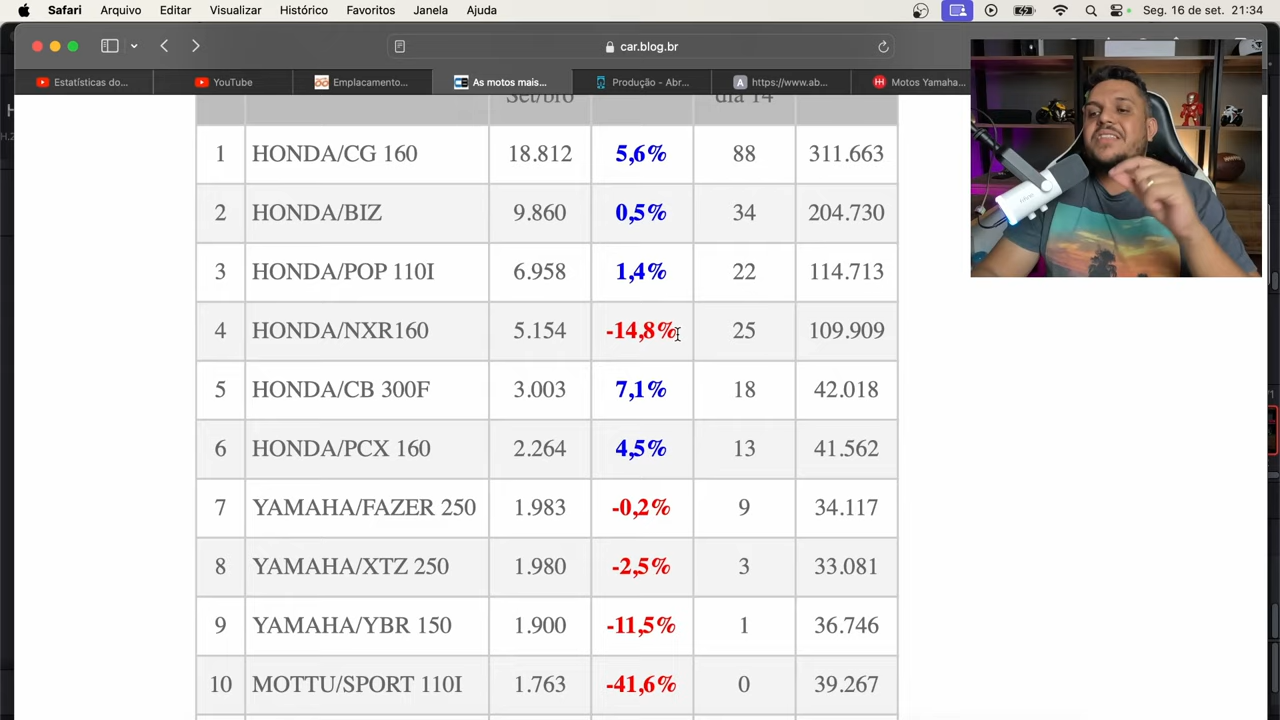 Safari Arquivo Editar Visualizar Histórico Favoritos Janela Ajuda Seg. 16 de set. 21:34
car.blog.br
Estatísticas do... YouTube Emplacamento... As motos mais... Produção - Abr... https://www.ab... Motos Yamaha...
Set/bro dia 14
1 HONDA/CG 160 18.812 5,6% 88 311.663
2 HONDA/BIZ 9.860 0,5% 34 204.730
3 HONDA/POP 110I 6.958 1,4% 22 114.713
4 HONDA/NXR160 5.154 -14,8% 25 109.909
5 HONDA/CB 300F 3.003 7,1% 18 42.018
6 HONDA/PCX 160 2.264 4,5% 13 41.562
7 YAMAHA/FAZER 250 1.983 -0,2% 9 34.117
8 YAMAHA/XTZ 250 1.980 -2,5% 3 33.081
9 YAMAHA/YBR 150 1.900 -11,5% 1 36.746
10 MOTTU/SPORT 110I 1.763 -41,6% 0 39.267